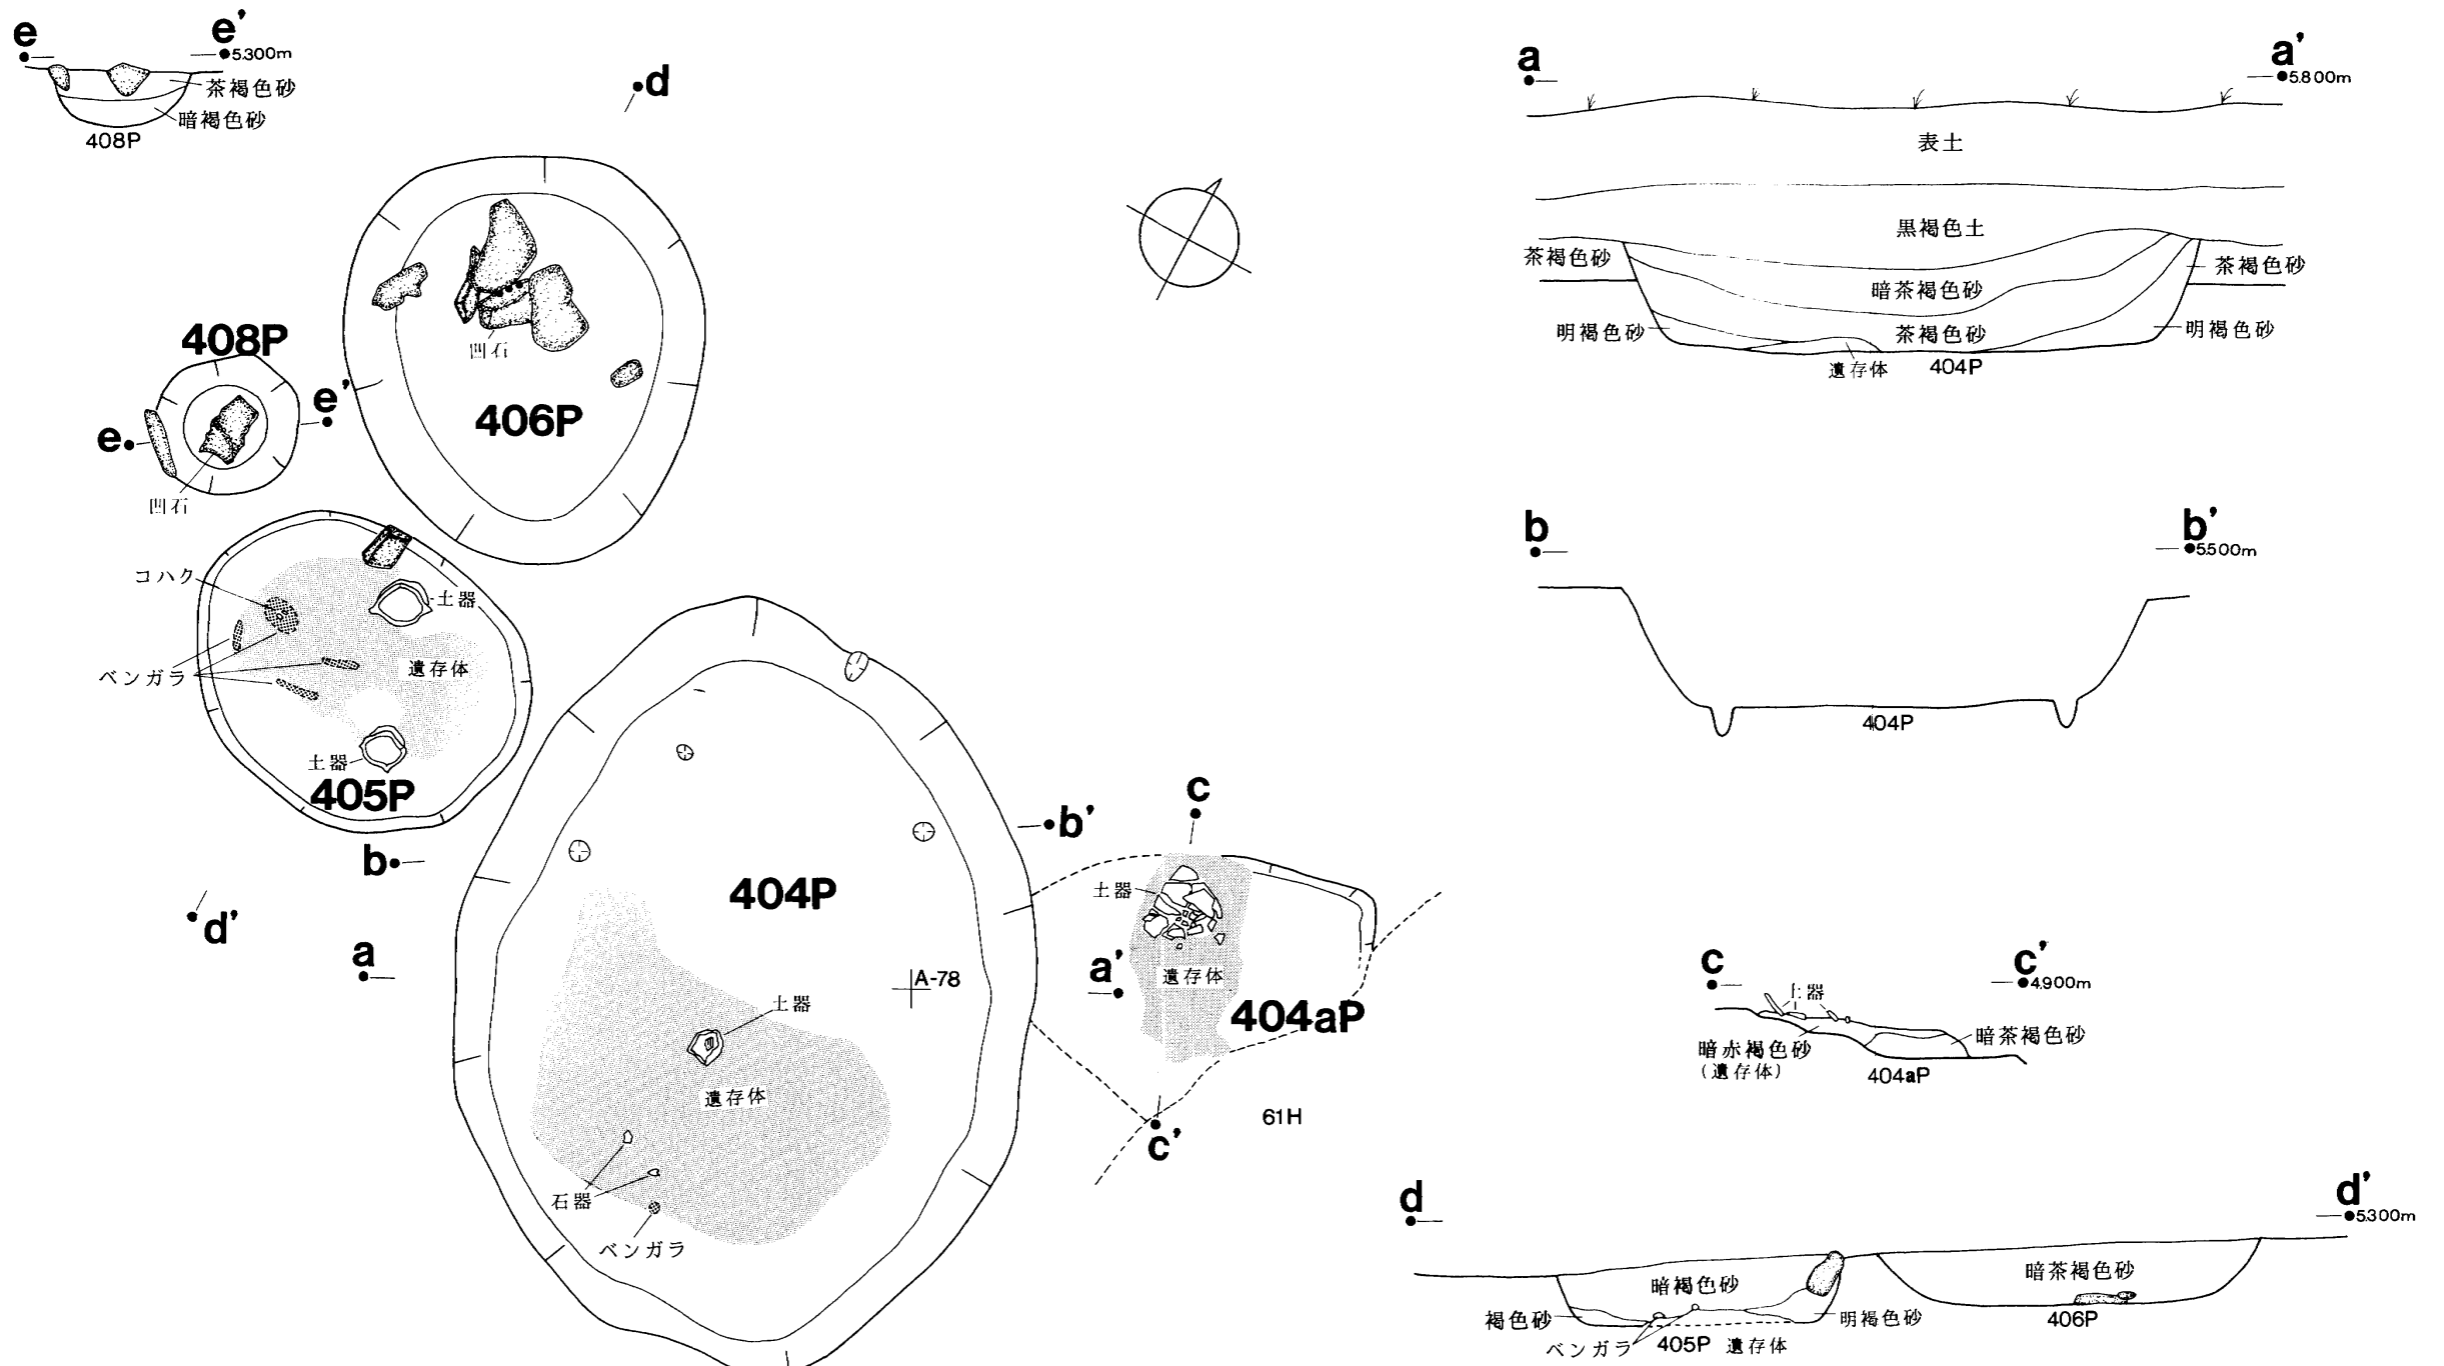 e
e'
5.300m
茶褐色砂
暗褐色砂
408P
d
408P
e
e'
凹石
凹石
406P
コハク
土器
ベンガラ
遺存体
土器
405P
b
b'
d'
a
a'
404P
A-78
土器
遺存体
石器
ベンガラ
c
土器
遺存体
404aP
61H
c'
a
a'
5.800m
表土
黒褐色土
茶褐色砂
茶褐色砂
暗茶褐色砂
明褐色砂
茶褐色砂
明褐色砂
遺存体
404P
b
b'
5.500m
404P
c
c'
4.900m
土器
暗赤褐色砂
(遺存体)
暗茶褐色砂
404aP
d
d'
5.300m
暗褐色砂
暗茶褐色砂
褐色砂
明褐色砂
406P
ベンガラ
405P
遺存体